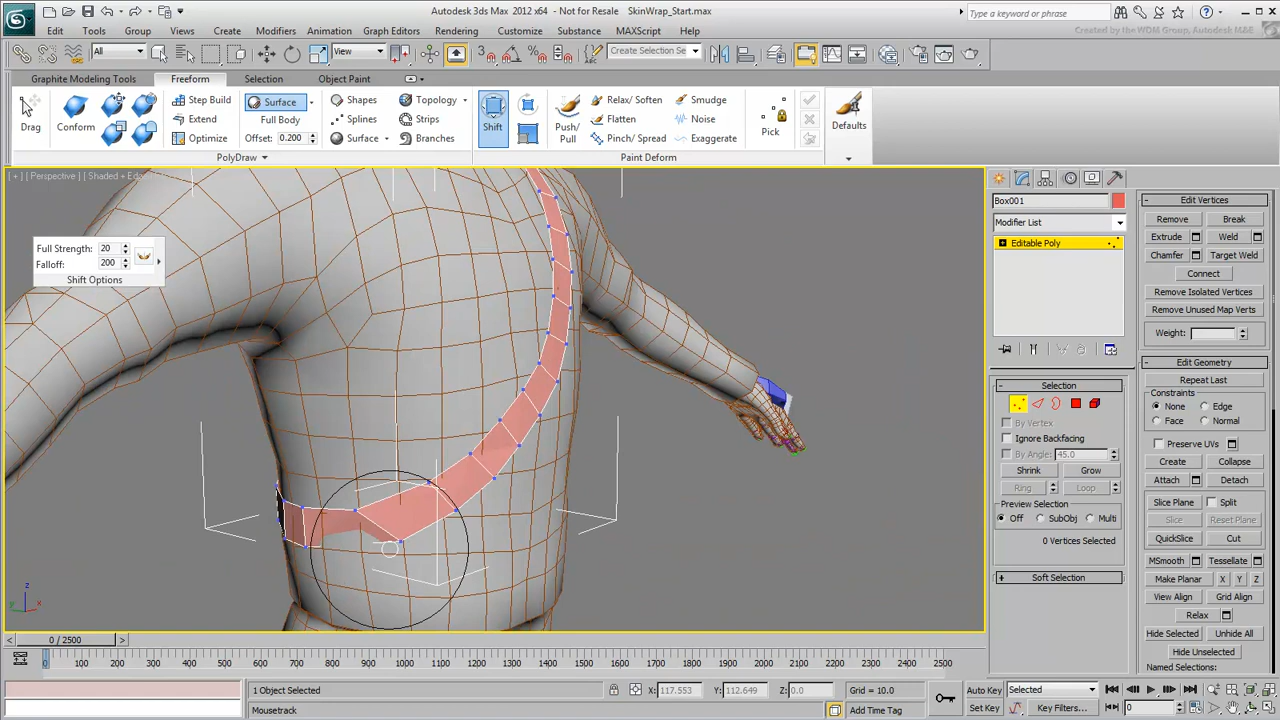 Autodesk 3ds Max 2012 x64 - Not for Resale SkinWrap_Start.max
Type a keyword or phrase
Edit Tools Group Views Create Modifiers Animation Graph Editors Rendering Customize Substance MAXScript Help
Created by the WDM Group, Autodesk M&E
All View Create Selection Se
Graphite Modeling Tools Freeform Selection Object Paint
Drag Conform Step Build Extend Optimize Surface Full Body Offset: 0.200
Shapes Splines Surface Topology Strips Branches
Shift Push/ Pull Relax/ Soften Flatten Pinch/ Spread Smudge Noise Exaggerate
Pick Defaults
PolyDraw Paint Deform
[ + ] [ Perspective ] [ Shaded + Ed
Full Strength: 20
Falloff: 200
Shift Options
Box001
Modifier List
Editable Poly
Selection
By Vertex
Ignore Backfacing
By Angle: 45.0
Shrink Grow
Ring Loop
Preview Selection
Off SubObj Multi
0 Vertices Selected
Soft Selection
Edit Vertices
Remove Break
Extrude Weld
Chamfer Target Weld
Connect
Remove Isolated Vertices
Remove Unused Map Verts
Weight:
Edit Geometry
Repeat Last
Constraints
None Edge
Face Normal
Preserve UVs
Create Collapse
Attach Detach
Slice Plane Split
Slice Reset Plane
QuickSlice Cut
MSmooth Tessellate
Make Planar X Y Z
View Align Grid Align
Relax
Hide Selected Unhide All
Hide Unselected
Named Selections:
z
y x
0 / 2500
0 100 200 300 400 500 600 700 800 900 1000 1100 1200 1300 1400 1500 1600 1700 1800 1900 2000 2100 2200 2300 2400 2500
1 Object Selected X: 117.553 Y: 112.649 Z: 0.0 Grid = 10.0 Auto Key Selected
Mousetrack Add Time Tag Set Key Key Filters... 0